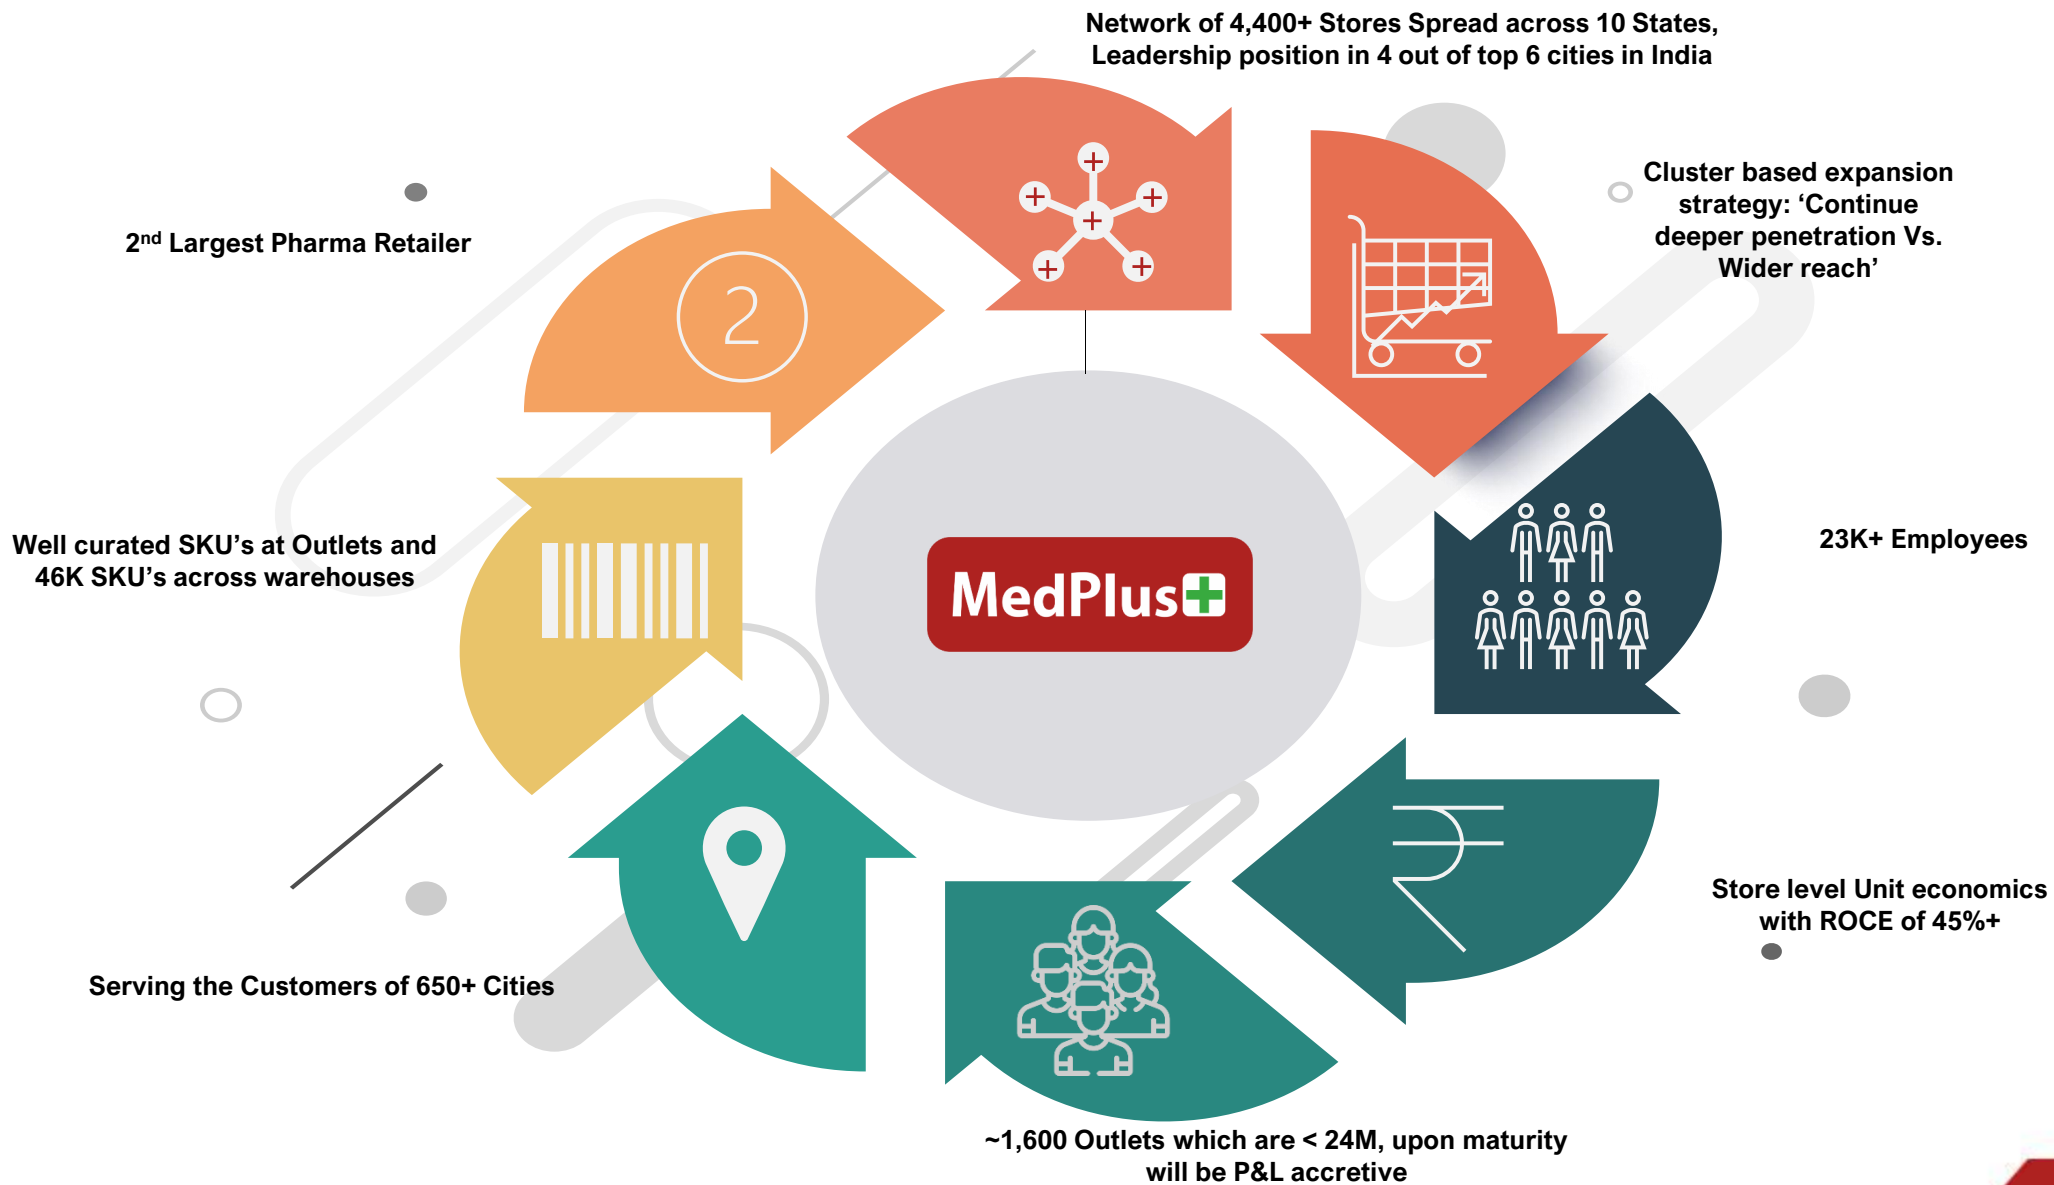 Network of 4,400+ Stores Spread across 10 States,
Leadership position in 4 out of top 6 cities in India
Cluster based expansion
strategy: ‘Continue
deeper penetration Vs.
Wider reach’
2nd Largest Pharma Retailer
2
Well curated SKU's at Outlets and
46K SKU's across warehouses
MedPlus
23K+ Employees
Store level Unit economics
with ROCE of 45%+
Serving the Customers of 650+ Cities
~1,600 Outlets which are < 24M, upon maturity
will be P&L accretive